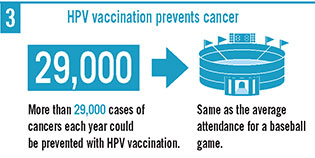 3
HPV vaccination prevents cancer
29,000
More than 29,000 cases of
cancers each year could
be prevented with HPV vaccination.
Same as the average
attendance for a baseball
game.